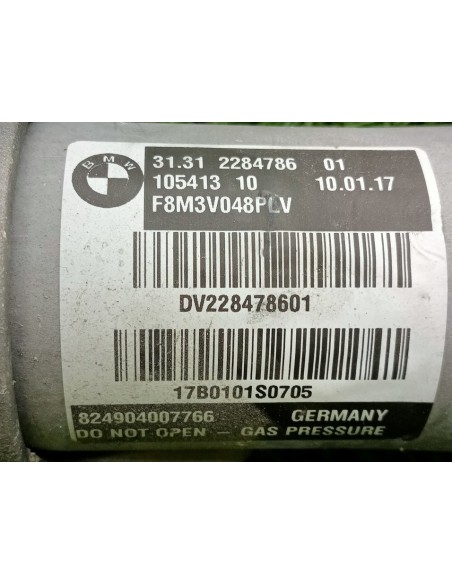 BMW
31.31 2284786 01
105413 10 10.01.17
F8M3V048PLV
DV228478601
17B0101S0705
824904007766 GERMANY
DO NOT OPEN - GAS PRESSURE